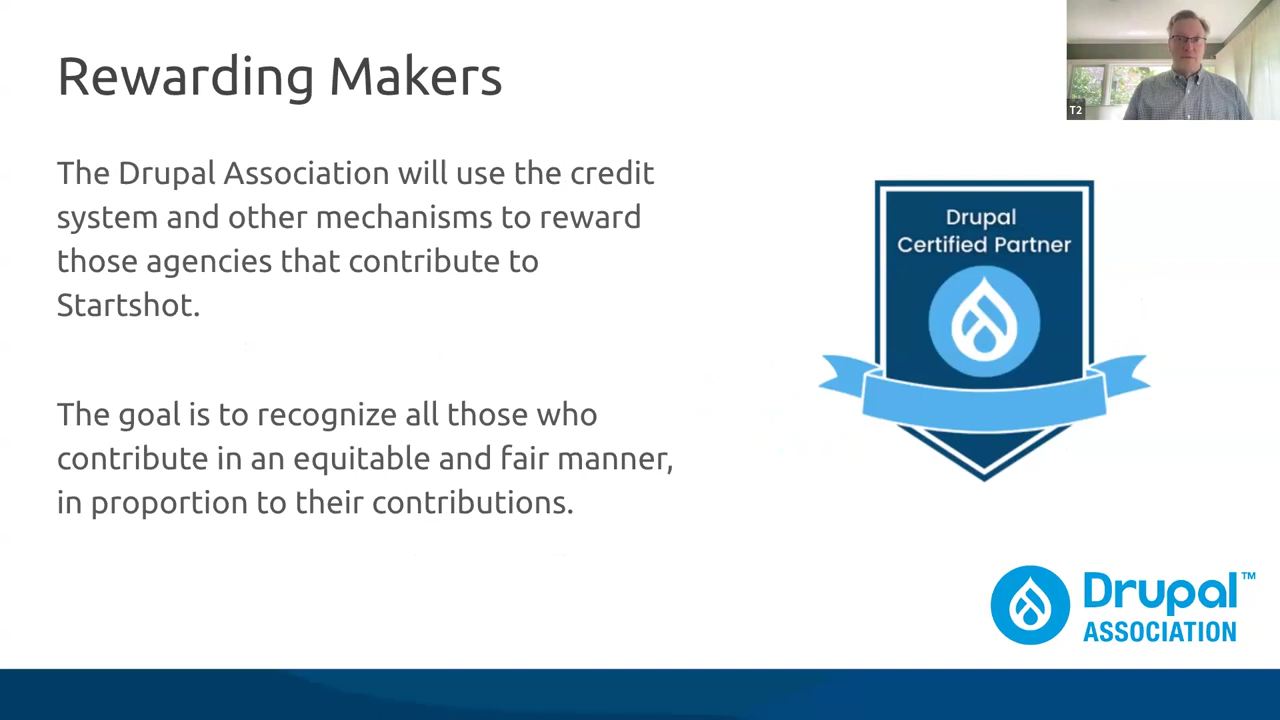 Rewarding Makers
The Drupal Association will use the credit
system and other mechanisms to reward
those agencies that contribute to
Startshot.
The goal is to recognize all those who
contribute in an equitable and fair manner,
in proportion to their contributions.
T2
Drupal
Certified Partner
Drupal™
ASSOCIATION